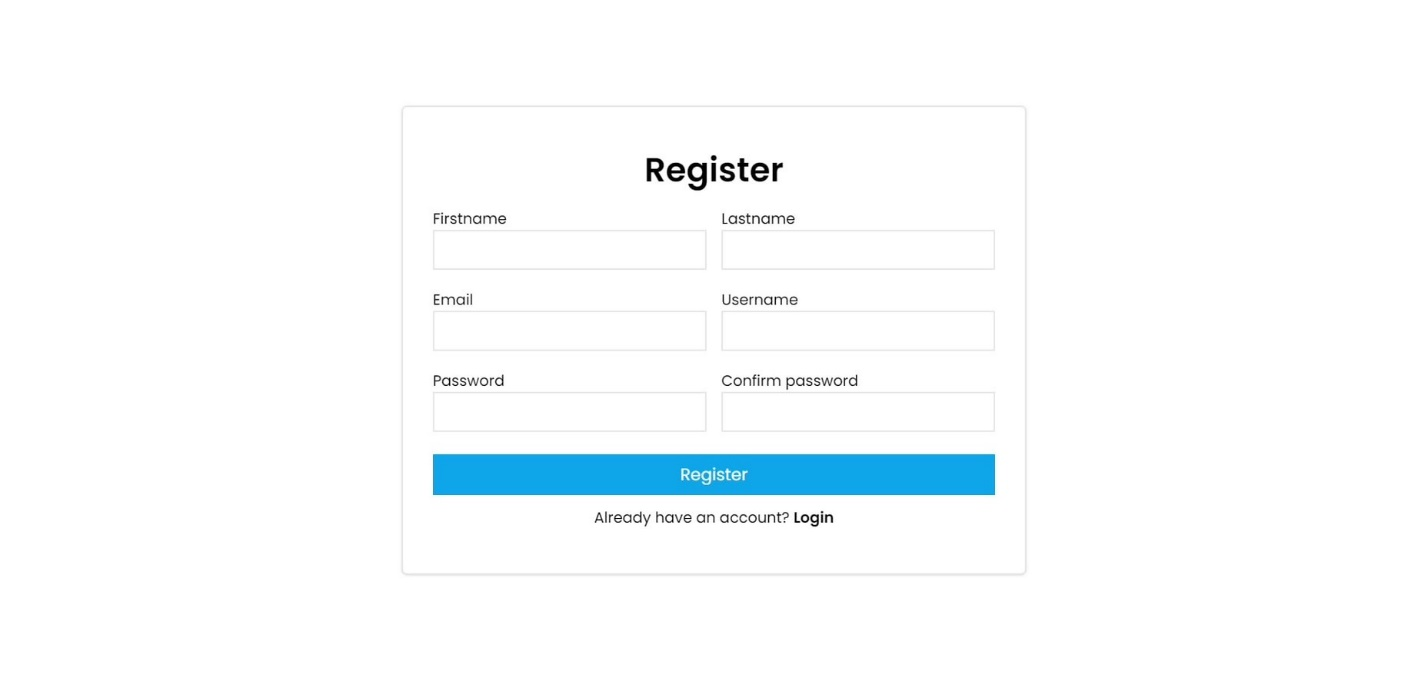 Register
Firstname Lastname
Email Username
Password Confirm password
Register
Already have an account? Login